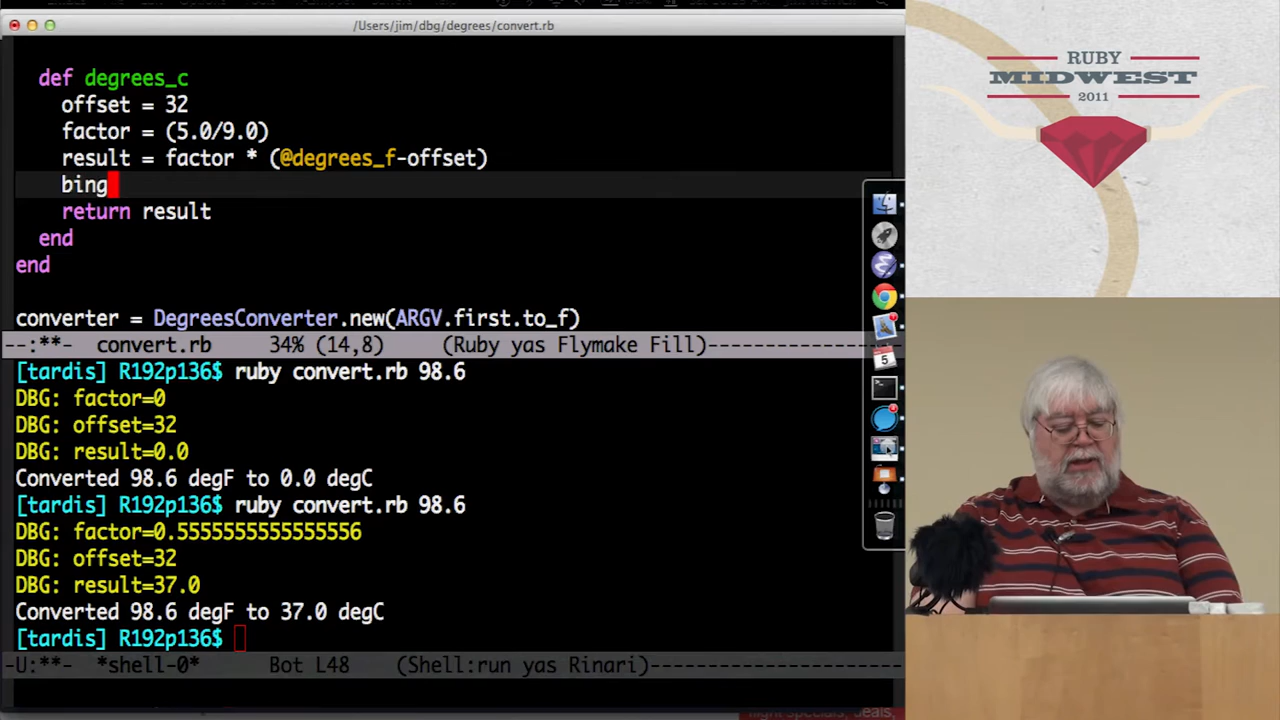 /Users/jim/dbg/degrees/convert.rb
def degrees_c
offset = 32
factor = (5.0/9.0)
result = factor * (@degrees_f-offset)
bing
return result
end
end
converter = DegreesConverter.new(ARGV.first.to_f)
--:**-  convert.rb     34% (14,8)     (Ruby yas Flymake Fill)----------------
[tardis] R192p136$ ruby convert.rb 98.6
DBG: factor=0
DBG: offset=32
DBG: result=0.0
Converted 98.6 degF to 0.0 degC
[tardis] R192p136$ ruby convert.rb 98.6
DBG: factor=0.5555555555555556
DBG: offset=32
DBG: result=37.0
Converted 98.6 degF to 37.0 degC
[tardis] R192p136$
-U:**-  *shell-0*      Bot L48    (Shell:run yas Rinari)---------------------
RUBY
MIDWEST
2011
5